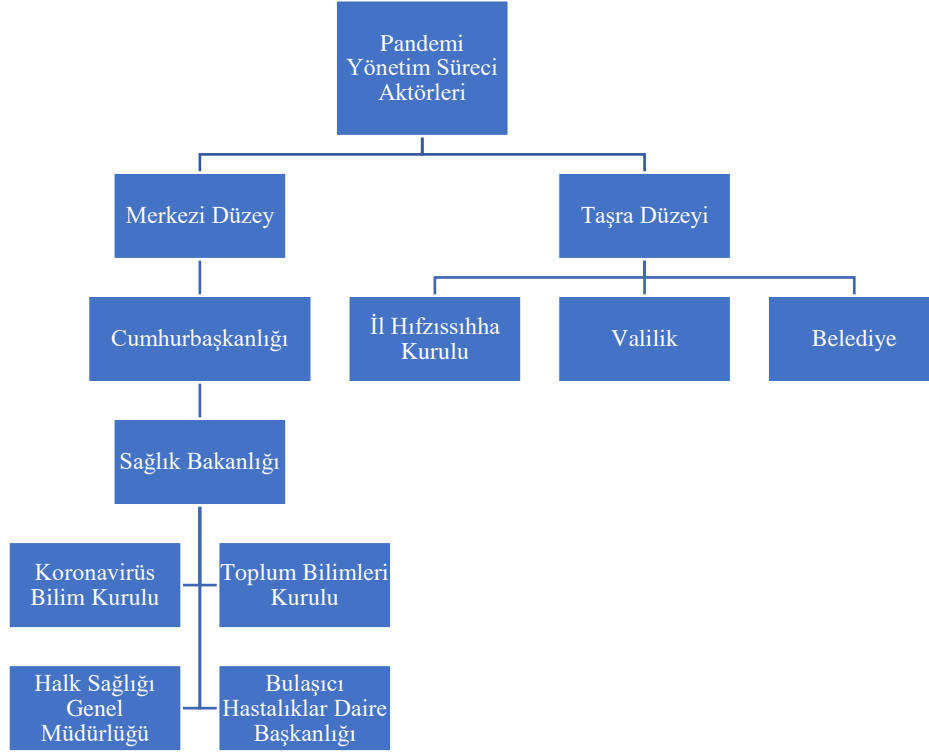 Pandemi
Yönetim Süreci
Aktörleri
Merkezi Düzey
Taşra Düzeyi
Cumhurbaşkanlığı
İl Hıfzıssıhha
Kurulu
Valilik
Belediye
Sağlık Bakanlığı
Koronavirüs
Bilim Kurulu
Toplum Bilimleri
Kurulu
Halk Sağlığı
Genel
Müdürlüğü
Bulaşıcı
Hastalıklar Daire
Başkanlığı